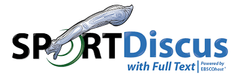 SPORTDiscus
with Full Text
Powered by
EBSCOhost